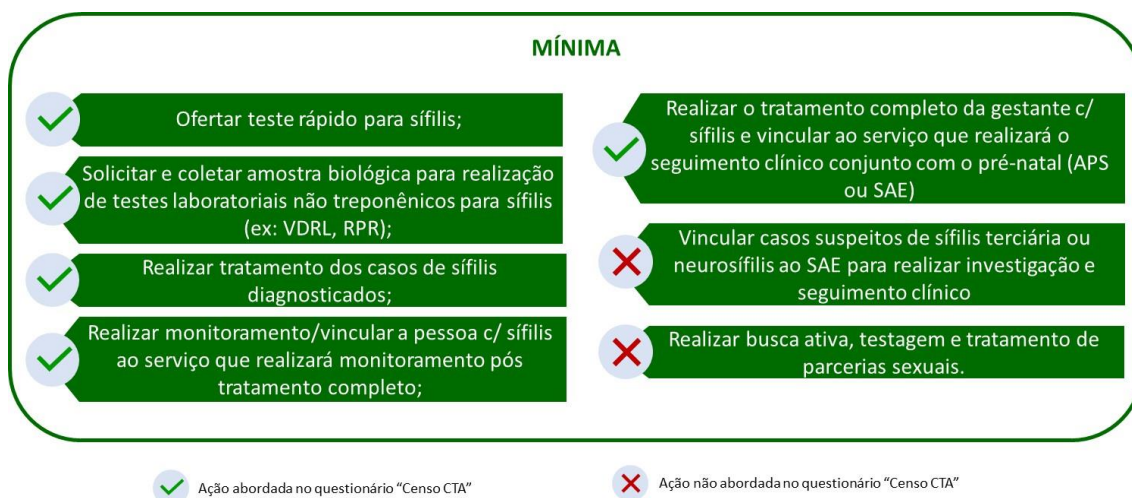 MÍNIMA
Ofertar teste rápido para sífilis;
Solicitar e coletar amostra biológica para realização
de testes laboratoriais não treponênicos para sífilis
(ex: VDRL, RPR);
Realizar tratamento dos casos de sífilis
diagnosticados;
Realizar monitoramento/vincular a pessoa c/ sífilis
ao serviço que realizará monitoramento pós
tratamento completo;
Realizar o tratamento completo da gestante c/
sífilis e vincular ao serviço que realizará o
seguimento clínico conjunto com o pré-natal (APS
ou SAE)
Vincular casos suspeitos de sífilis terciária ou
neurosífilis ao SAE para realizar investigação e
seguimento clínico
Realizar busca ativa, testagem e tratamento de
parcerias sexuais.
Ação abordada no questionário “Censo CTA”
Ação não abordada no questionário “Censo CTA”